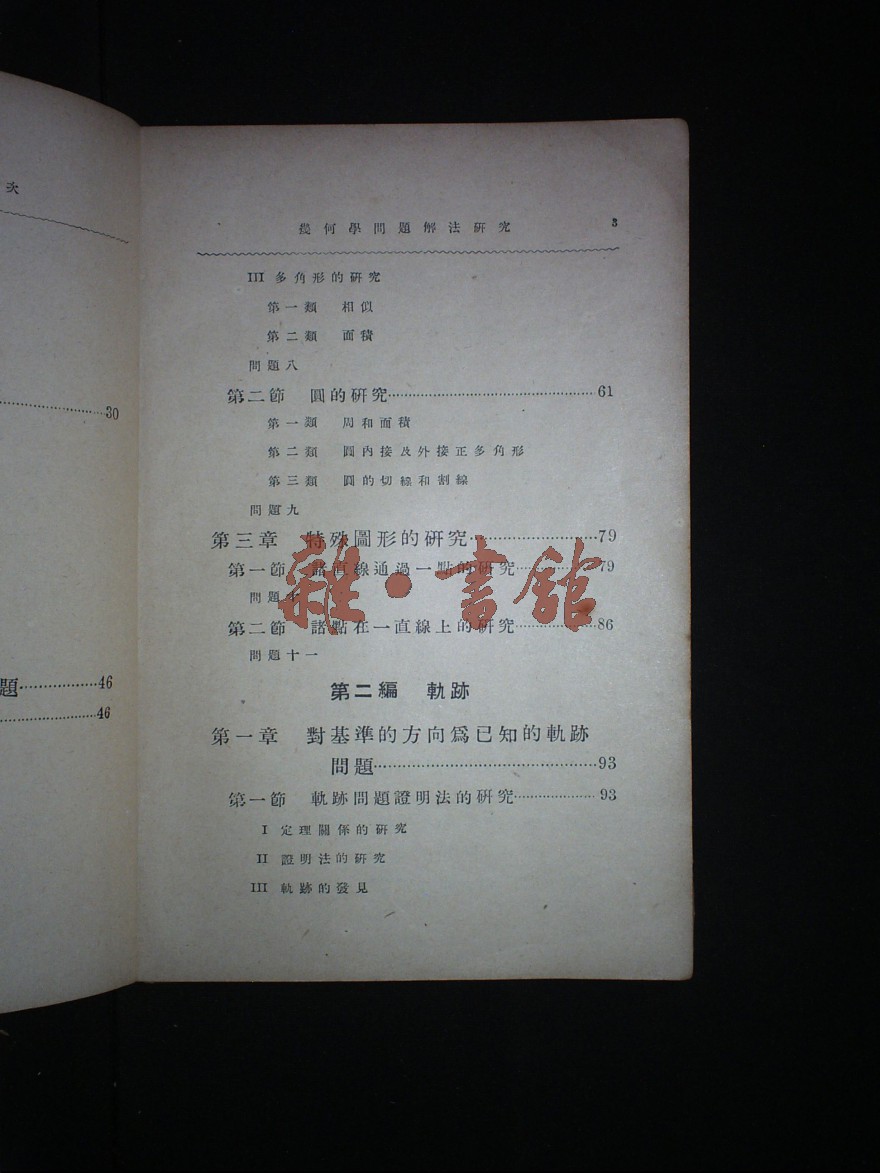 次
30
題…………46
46
幾何學問題解法研究 3
III 多角形的研究
第一類 相似
第二類 面積
問題八
第二節 圓的研究…………61
第一類 周和面積
第二類 圓內接及外接正多角形
第三類 圓的切線和割線
問題九
第三章 特殊圖形的研究…………79
第一節 諸直線通過一點的研究…………79
問題十
第二節 諸點在一直線上的研究…………86
問題十一
第二編 軌跡
第一章 對基準的方向爲已知的軌跡
問題…………93
第一節 軌跡問題證明法的研究…………93
I 定理關係的研究
II 證明法的研究
III 軌跡的發見
雜·書館